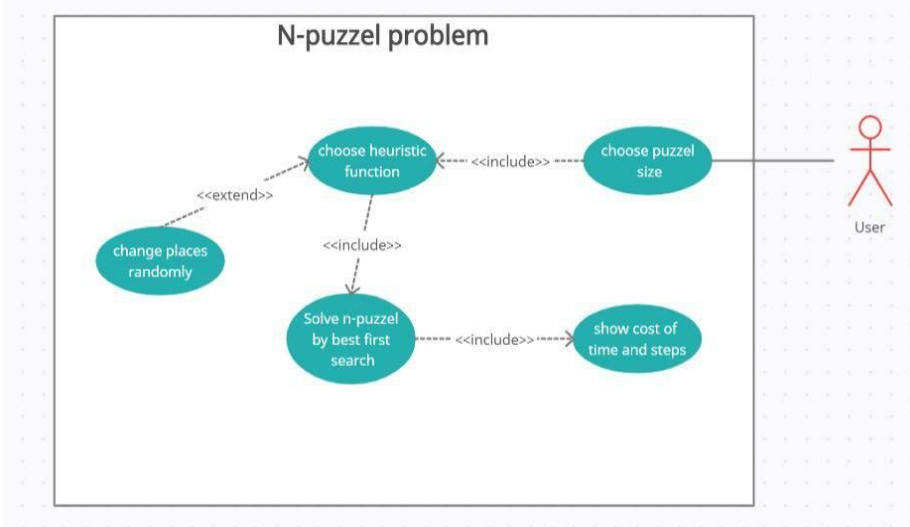 N-puzzel problem
choose heuristic
function
<<include>>
choose puzzel
size
<<extend>>
User
change places
randomly
<<include>>
Solve n-puzzel
by best first
search
<<include>>
show cost of
time and steps